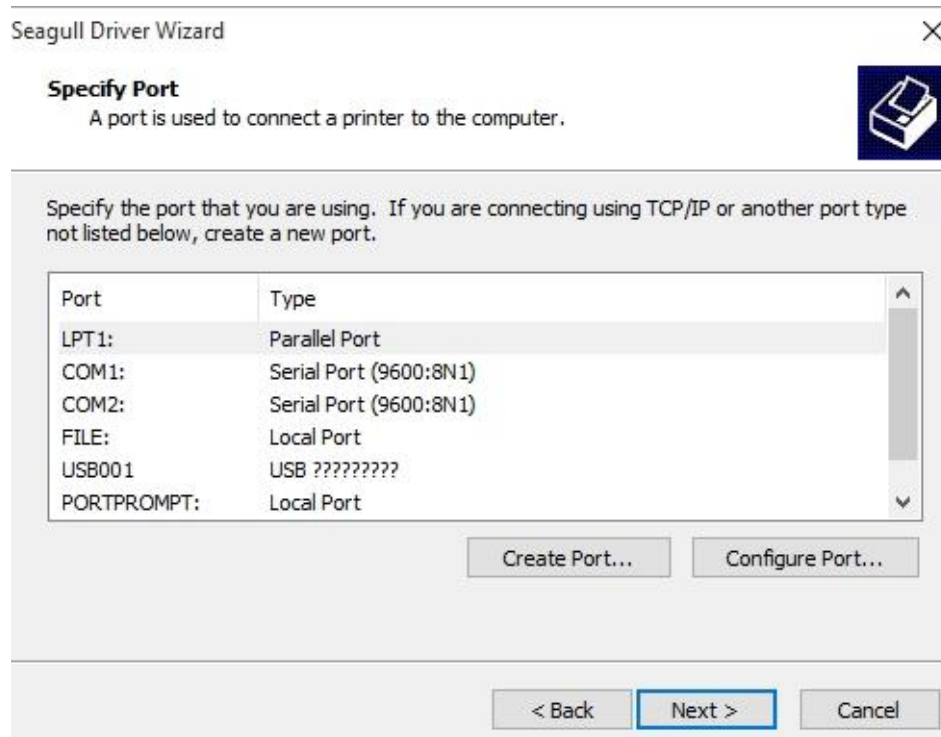 Seagull Driver Wizard
Specify Port
A port is used to connect a printer to the computer.
Specify the port that you are using. If you are connecting using TCP/IP or another port type
not listed below, create a new port.
Port Type
LPT1: Parallel Port
COM1: Serial Port (9600:8N1)
COM2: Serial Port (9600:8N1)
FILE: Local Port
USB001 USB ?????????
PORTPROMPT: Local Port
Create Port... Configure Port...
< Back Next > Cancel